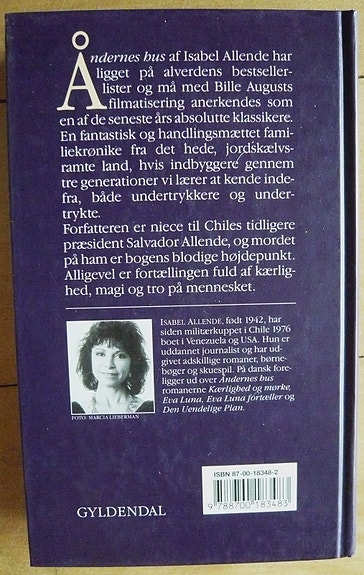 Åndernes hus af Isabel Allende har
ligget på alverdens bestseller-
lister og må med Bille Augusts
filmatisering anerkendes som
en af de seneste års absolutte klassikere.
En fantastisk og handlingsmættet fami-
liekrønike fra det hede, jordskælvs-
ramte land, hvis indbyggere gennem
tre generationer vi lærer at kende inde-
fra, både undertrykkere og under-
trykte.
Forfatteren er niece til Chiles tidligere
præsident Salvador Allende, og mordet
på ham er bogens blodige højdepunkt.
Alligevel er fortællingen fuld af kærlig-
hed, magi og tro på mennesket.
ISABEL ALLENDE, født 1942, har
siden militærkuppet i Chile 1976
boet i Venezuela og USA. Hun er
uddannet journalist og har ud-
givet adskillige romaner, børne-
bøger og skuespil. På dansk fore-
ligger ud over Åndernes hus
romanerne Kærlighed og mørke,
Eva Luna, Eva Luna fortæller og
Den Uendelige Plan.
FOTO: MARCIA LIEBERMAN
ISBN 87-00-18348-2
9 788700 183483
GYLDENDAL